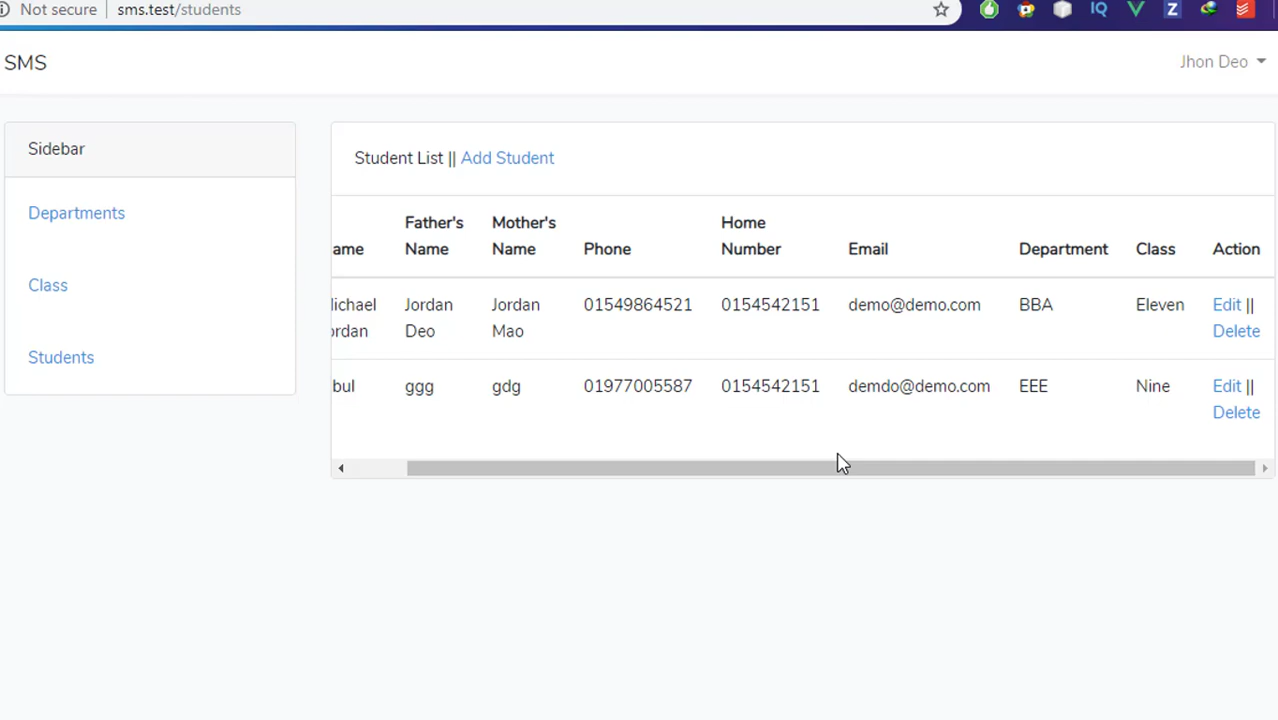 Not secure | sms.test/students
IQ
Z
SMS
Jhon Deo
Sidebar
Departments
Class
Students
Student List || Add Student
ame Father's Name Mother's Name Phone Home Number Email Department Class Action
lichael ordan Jordan Deo Jordan Mao 01549864521 0154542151 demo@demo.com BBA Eleven Edit || Delete
bul ggg gdg 01977005587 0154542151 demdo@demo.com EEE Nine Edit || Delete